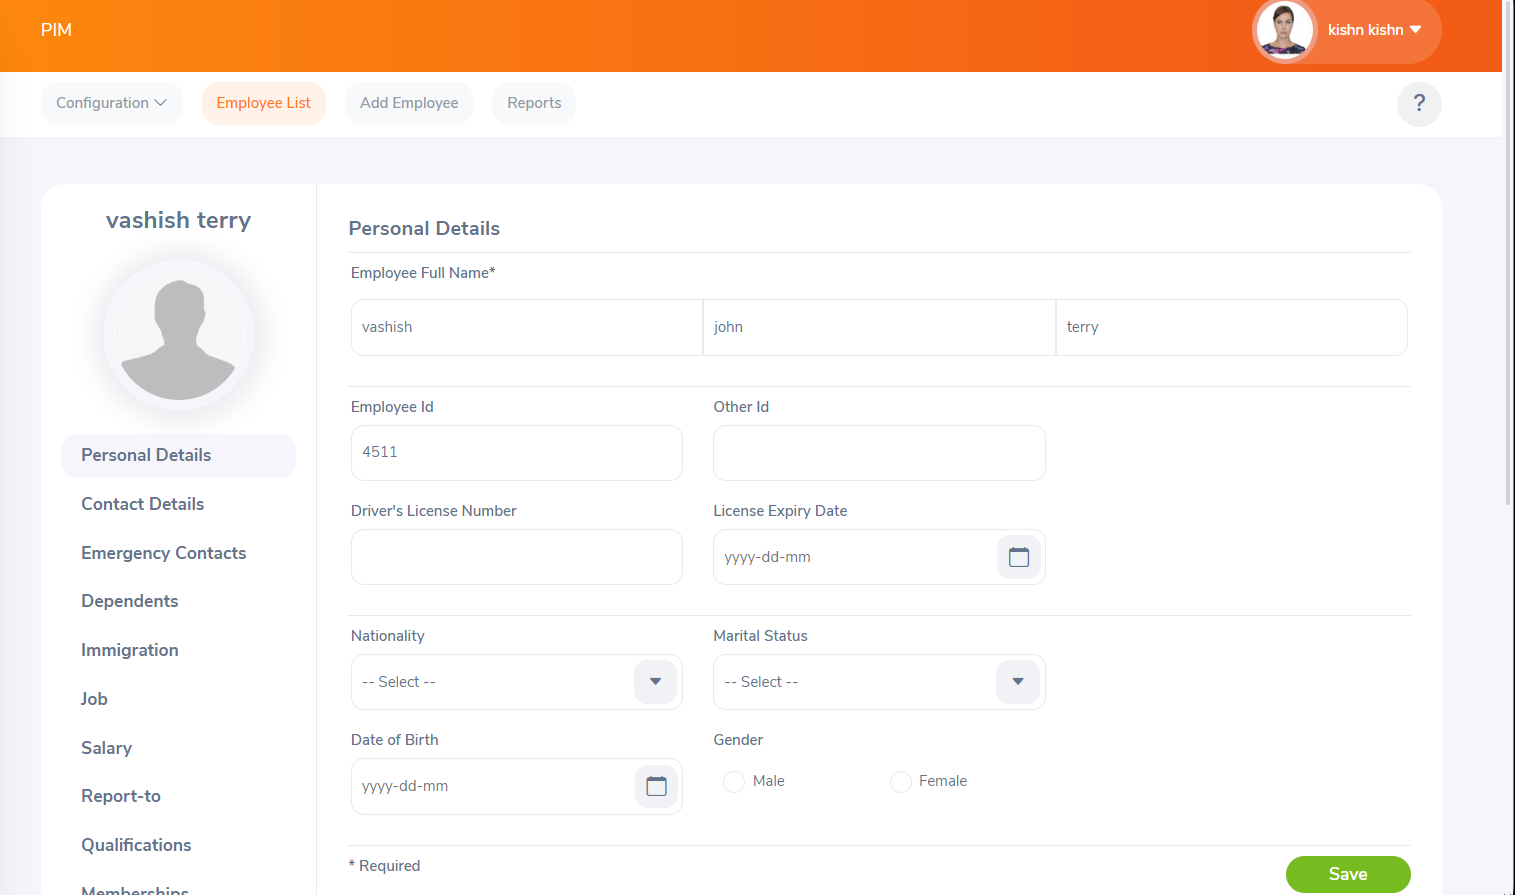 PIM
kishn kishn
Configuration
Employee List
Add Employee
Reports
?
vashish terry
Personal Details
Contact Details
Emergency Contacts
Dependents
Immigration
Job
Salary
Report-to
Qualifications
Memberships
Personal Details
Employee Full Name*
vashish john terry
Employee Id Other Id
4511
Driver's License Number License Expiry Date
yyyy-dd-mm
Nationality Marital Status
-- Select -- -- Select --
Date of Birth Gender
yyyy-dd-mm Male Female
* Required
Save